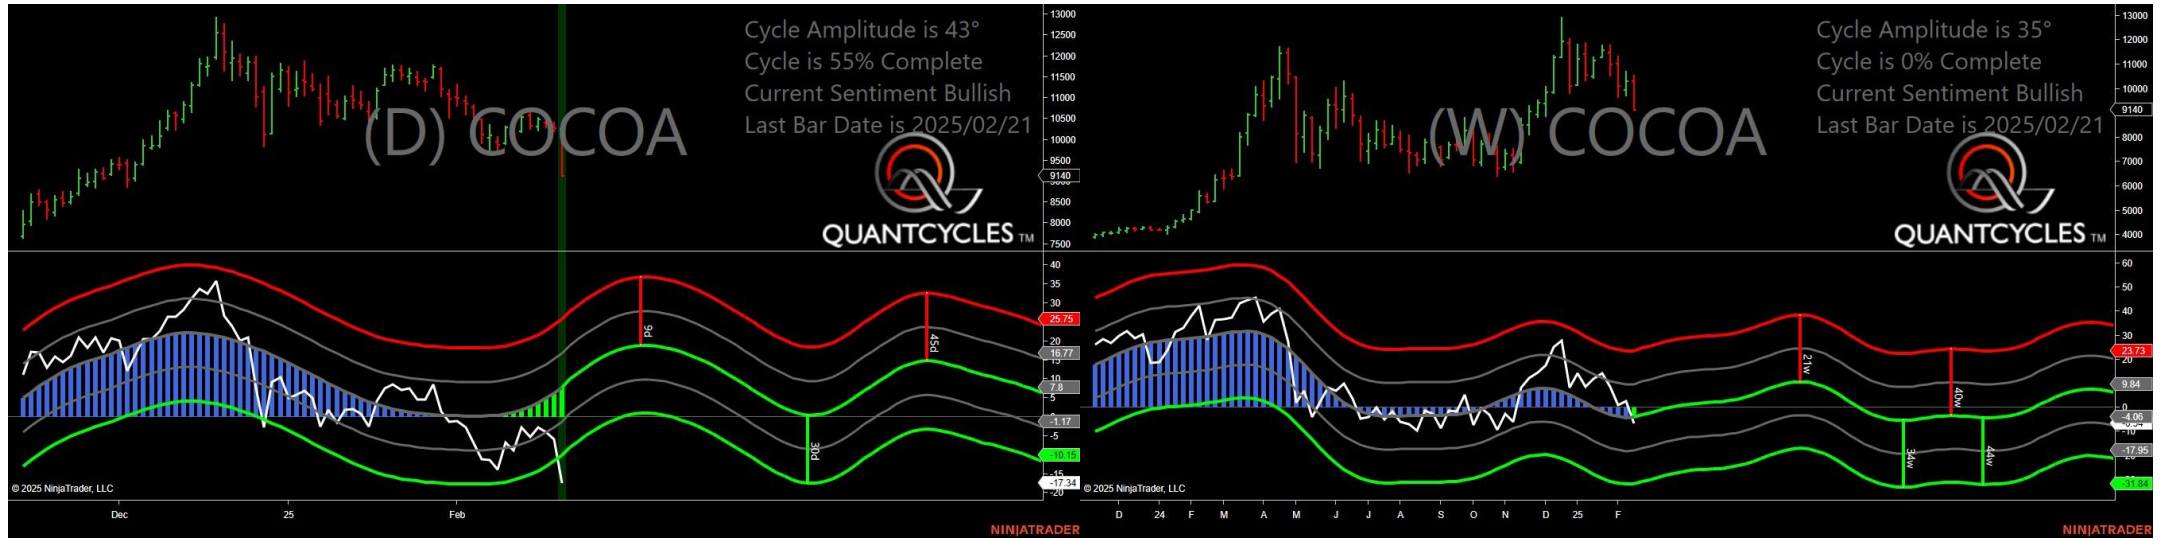 Cycle Amplitude is 43°
Cycle is 55% Complete
Current Sentiment Bullish
Last Bar Date is 2025/02/21
(D) COCOA
QUANTCYCLES TM
13000
12500
12000
11500
11000
10500
10000
9500
9140
8500
8000
7500
40
35
30
25.75
20
16.77
7.8
5
-1.17
-5
-10.15
-15
-17.34
-20
9d
30d
45d
© 2025 NinjaTrader, LLC
Dec
25
Feb
NINJATRADER
Cycle Amplitude is 35°
Cycle is 0% Complete
Current Sentiment Bullish
Last Bar Date is 2025/02/21
(W) COCOA
QUANTCYCLES TM
13000
12000
11000
10000
9140
8000
7000
6000
5000
4000
60
50
40
30
23.73
20
9.84
0
-4.06
-10
-17.95
-31.84
21w
34w
40w
44w
© 2025 NinjaTrader, LLC
D 24 F M A M J J A S O N D 25 F
NINJATRADER